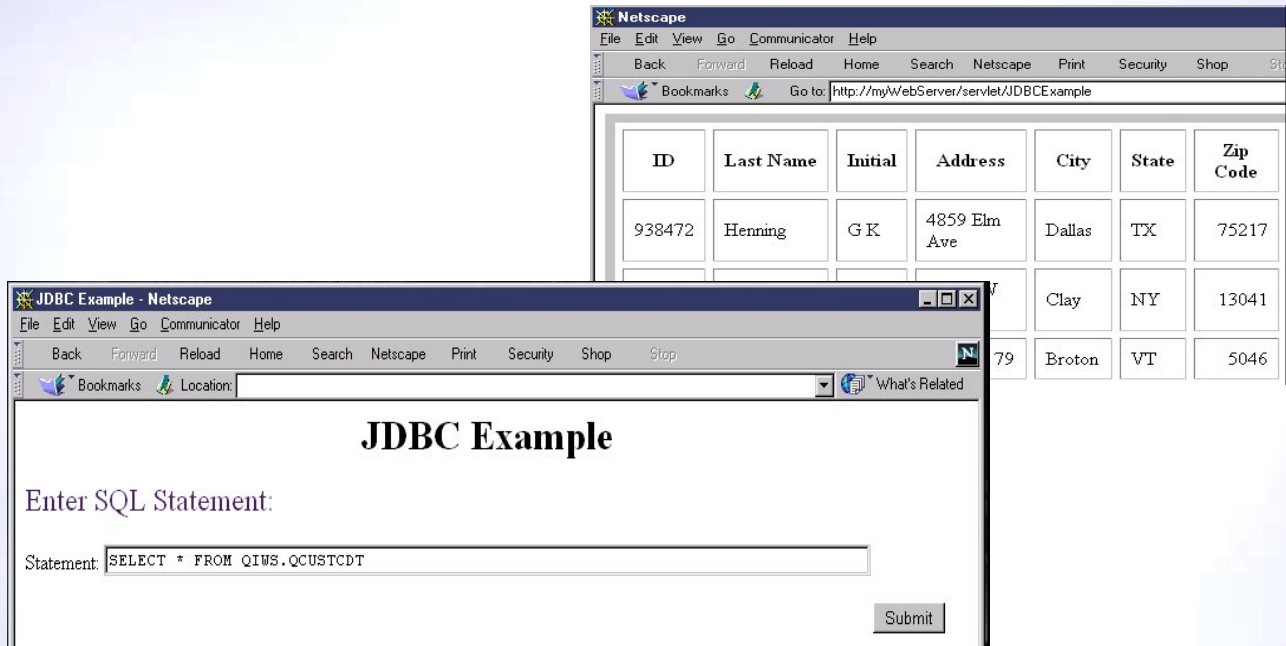 Netscape
File Edit View Go Communicator Help
Back Forward Reload Home Search Netscape Print Security Shop
Bookmarks Go to: http://myWebServer/servlet/JDBCExample
ID Last Name Initial Address City State Zip Code
938472 Henning G K 4859 Elm Ave Dallas TX 75217
Clay NY 13041
79 Broton VT 5046
JDBC Example - Netscape
File Edit View Go Communicator Help
Back Forward Reload Home Search Netscape Print Security Shop Stop
Bookmarks Location: What's Related
JDBC Example
Enter SQL Statement:
Statement: SELECT * FROM QIWS.QCUSTCDT
Submit